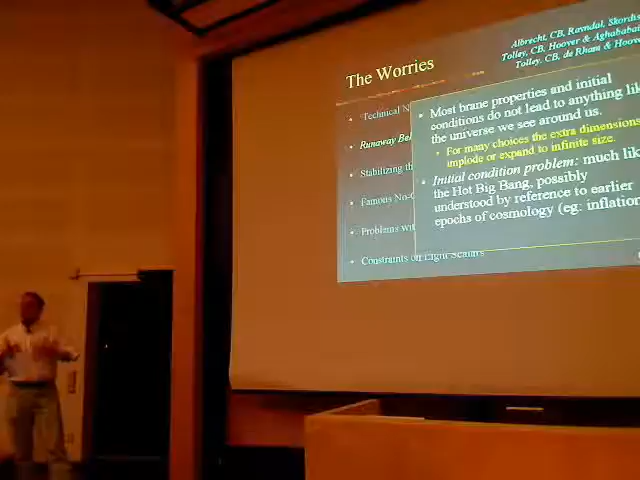 The Worries
Albrecht, CB, Ravndal, Skordis
Tolley, CB, Hoover & Aghababaie
Tolley, CB, de Rham & Hoover
• Technical N
• Runaway Be
• Stabilizing th
• Famous No-
• Problems wi
• Constraints on Light Scalars
• Most brane properties and initial
conditions do not lead to anything lik
the universe we see around us.
• For many choices the extra dimensions
implode or expand to infinite size.
• Initial condition problem: much lik
the Hot Big Bang, possibly
understood by reference to earlier
epochs of cosmology (eg: inflation